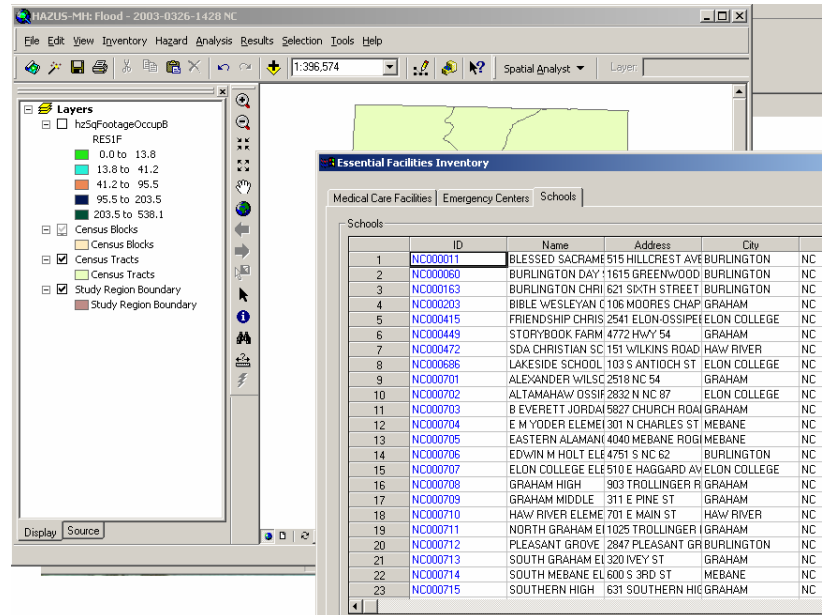 HAZUS-MH: Flood - 2003-0326-1428 NC
File Edit View Inventory Hazard Analysis Results Selection Tools Help
1:396,574 Spatial Analyst Layer:
Layers
hzSqFootageOccupB
RES1F
0.0 to 13.8
13.8 to 41.2
41.2 to 95.5
95.5 to 203.5
203.5 to 538.1
Census Blocks
Census Blocks
Census Tracts
Census Tracts
Study Region Boundary
Study Region Boundary
Display Source
Essential Facilities Inventory
Medical Care Facilities Emergency Centers Schools
Schools
ID Name Address City
1 NC000011 BLESSED SACRAME 515 HILLCREST AVE BURLINGTON NC
2 NC000060 BURLINGTON DAY 1615 GREENWOOD BURLINGTON NC
3 NC000163 BURLINGTON CHRI 621 SIXTH STREET BURLINGTON NC
4 NC000203 BIBLE WESLEYAN 106 MOORES CHAP GRAHAM NC
5 NC000415 FRIENDSHIP CHRIS 2541 ELON-OSSIPEE ELON COLLEGE NC
6 NC000449 STORYBOOK FARM 4772 HWY 54 GRAHAM NC
7 NC000472 SDA CHRISTIAN SC 151 WILKINS ROAD HAW RIVER NC
8 NC000686 LAKESIDE SCHOOL 103 S ANTIOCH ST ELON COLLEGE NC
9 NC000701 ALEXANDER WILSO 2518 NC 54 GRAHAM NC
10 NC000702 ALTAMAHAW OSSIF 2832 N NC 87 ELON COLLEGE NC
11 NC000703 B EVERETT JORDA 5827 CHURCH ROA GRAHAM NC
12 NC000704 E M YODER ELEME 301 N CHARLES ST MEBANE NC
13 NC000705 EASTERN ALAMAN 4040 MEBANE ROG MEBANE NC
14 NC000706 EDWIN M HOLT ELE 4751 S NC 62 BURLINGTON NC
15 NC000707 ELON COLLEGE ELE 510 E HAGGARD AV ELON COLLEGE NC
16 NC000708 GRAHAM HIGH 903 TROLLINGER R GRAHAM NC
17 NC000709 GRAHAM MIDDLE 311 E PINE ST GRAHAM NC
18 NC000710 HAW RIVER ELEME 701 E MAIN ST HAW RIVER NC
19 NC000711 NORTH GRAHAM EL 1025 TROLLINGER GRAHAM NC
20 NC000712 PLEASANT GROVE 2847 PLEASANT GR BURLINGTON NC
21 NC000713 SOUTH GRAHAM EL 320 IVEY ST GRAHAM NC
22 NC000714 SOUTH MEBANE EL 600 S 3RD ST MEBANE NC
23 NC000715 SOUTHERN HIGH 631 SOUTHERN HIG GRAHAM NC